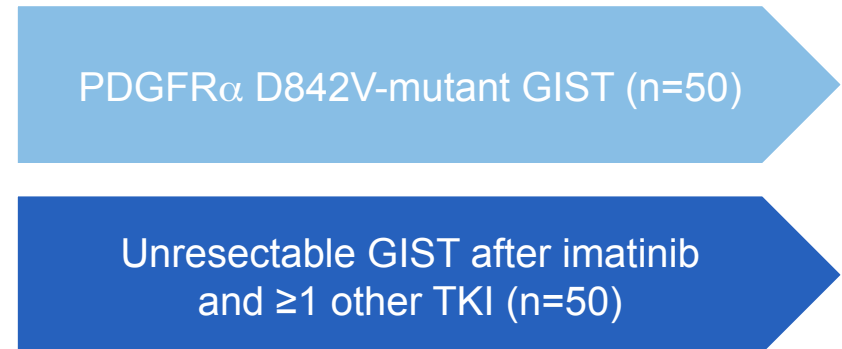 PDGFRα D842V-mutant GIST (n=50)
Unresectable GIST after imatinib
and ≥1 other TKI (n=50)